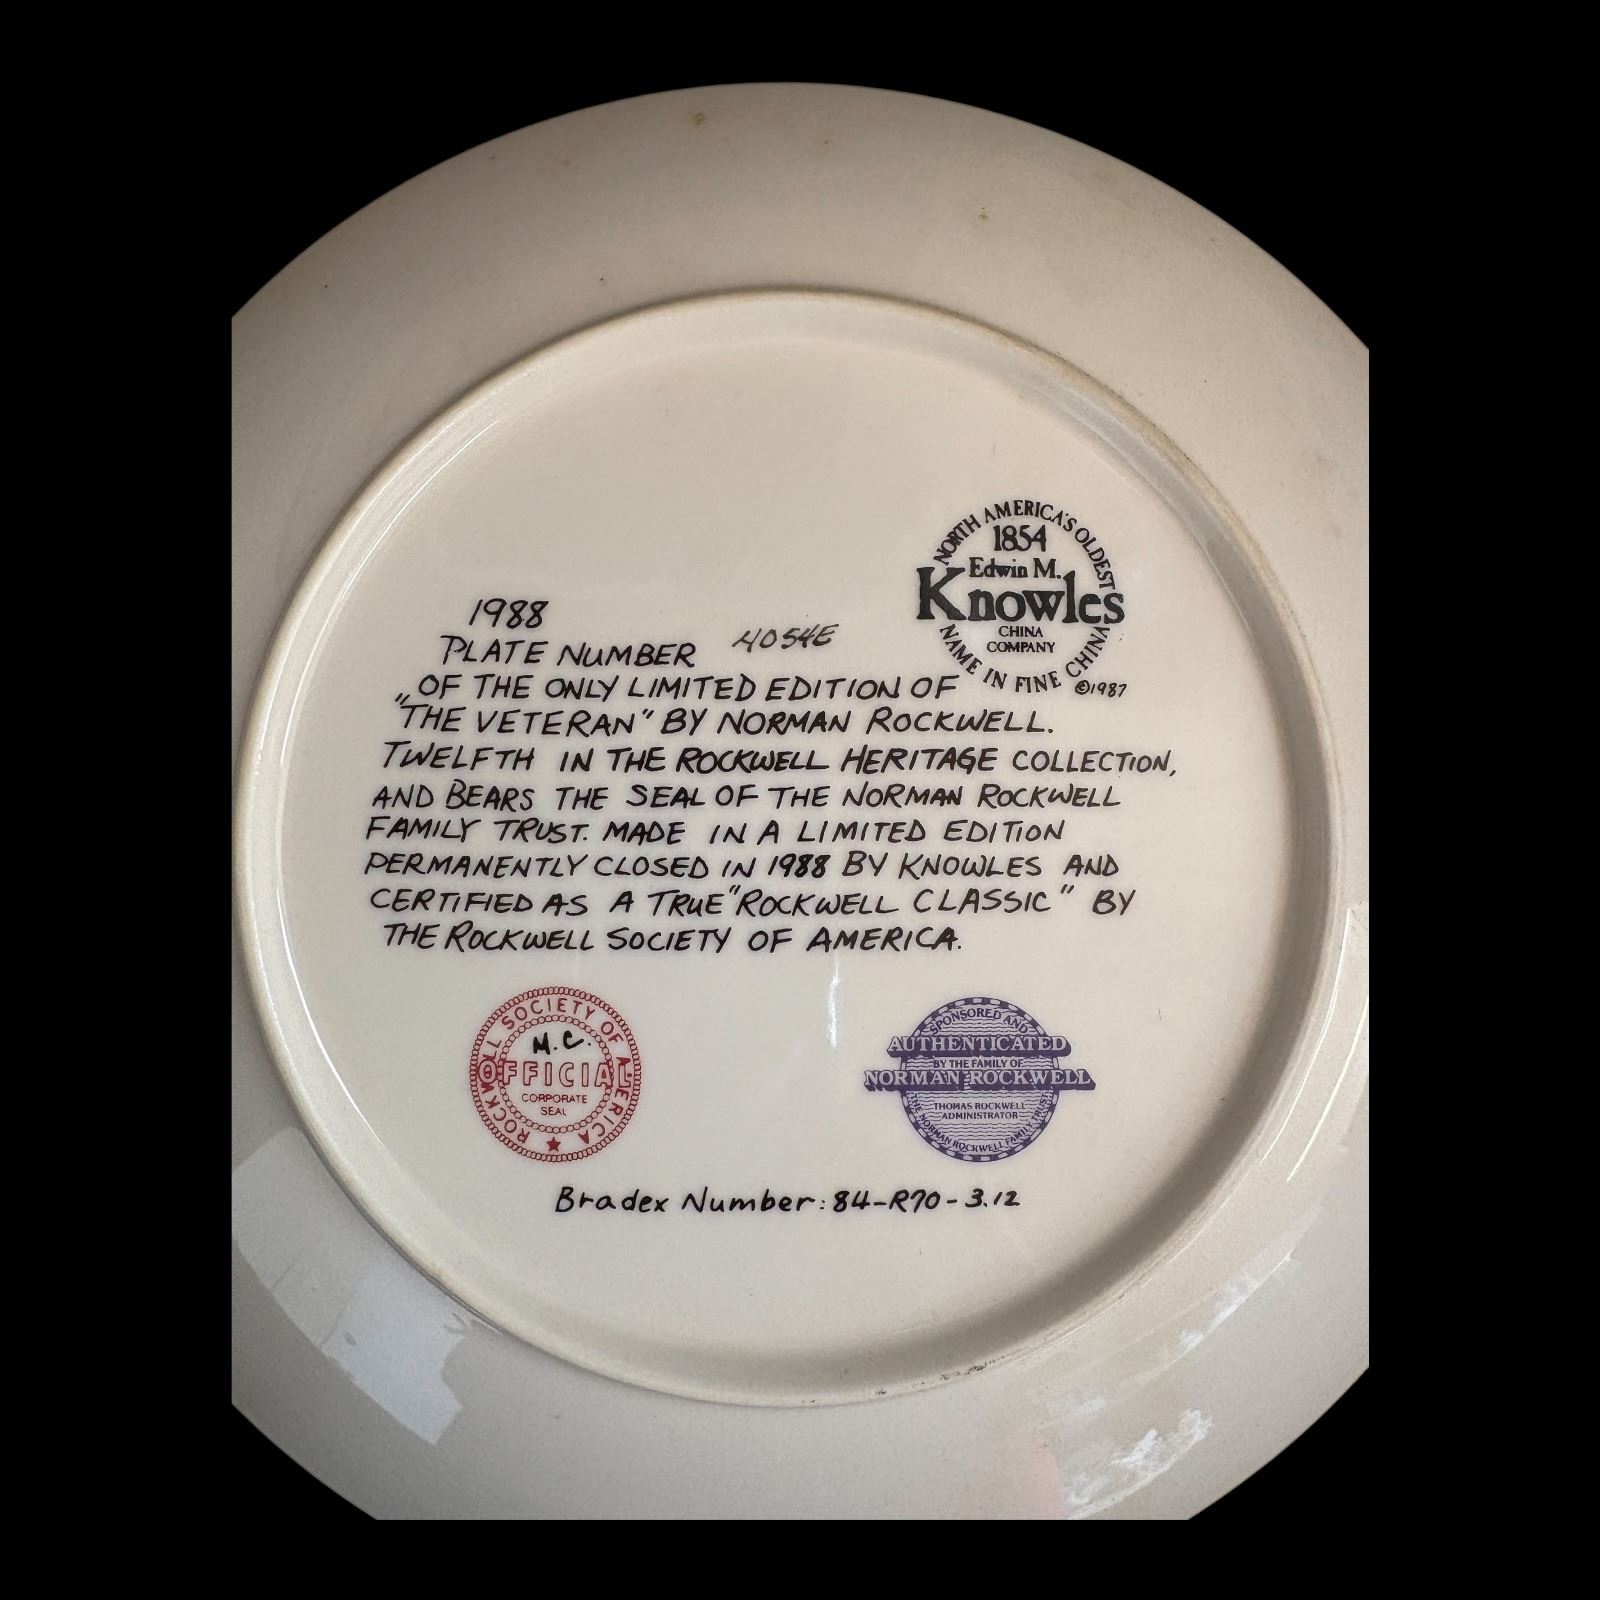 NORTH AMERICA'S OLDEST
1854
Edwin M.
Knowles
CHINA
COMPANY
NAME IN FINE CHINA
©1987
1988
PLATE NUMBER 4054E
OF THE ONLY LIMITED EDITION OF
"THE VETERAN" BY NORMAN ROCKWELL.
TWELFTH IN THE ROCKWELL HERITAGE COLLECTION,
AND BEARS THE SEAL OF THE NORMAN ROCKWELL
FAMILY TRUST. MADE IN A LIMITED EDITION
PERMANENTLY CLOSED IN 1988 BY KNOWLES AND
CERTIFIED AS A TRUE "ROCKWELL CLASSIC" BY
THE ROCKWELL SOCIETY OF AMERICA.
ROCKWELL SOCIETY OF AMERICA
M.C.
OFFICIAL
CORPORATE
SEAL
SPONSORED AND
AUTHENTICATED
BY THE FAMILY OF
NORMAN ROCKWELL
THOMAS ROCKWELL
ADMINISTRATOR
THE NORMAN ROCKWELL FAMILY TRUST
Bradex Number: 84-R70-3.12